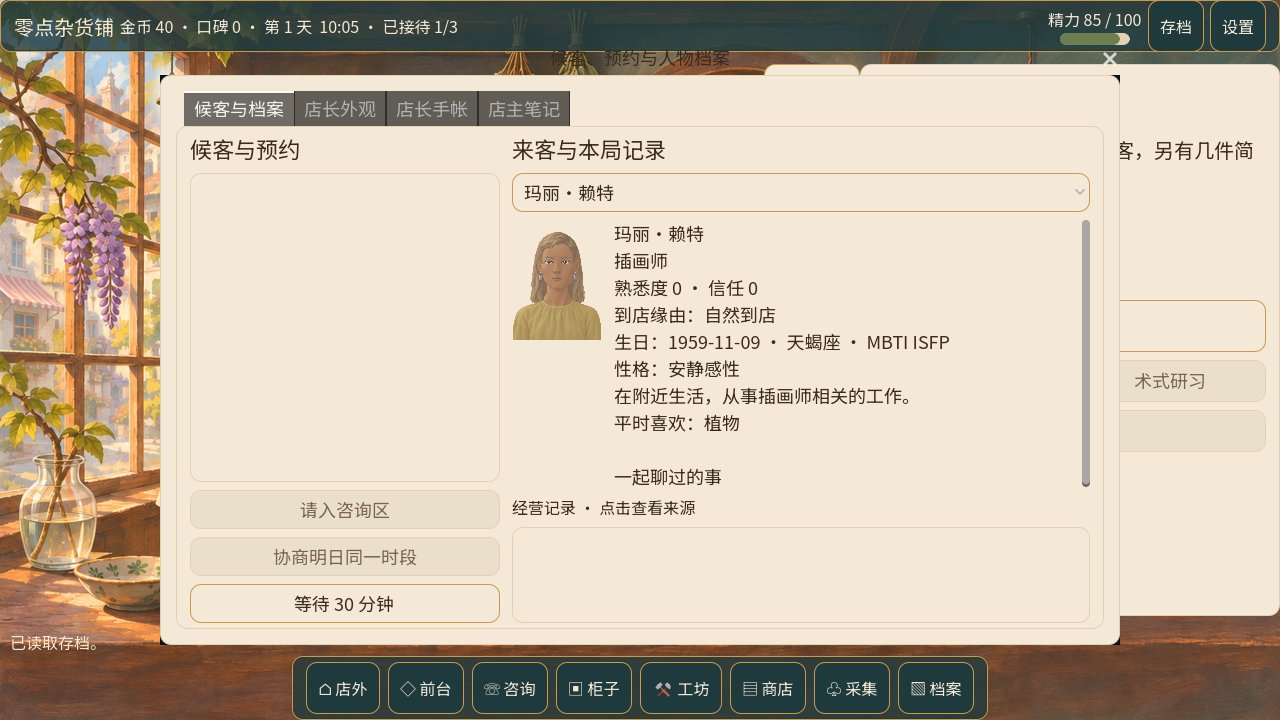 零点杂货铺 金币 40 · 口碑 0 · 第 1 天 10:05 · 已接待 1/3
精力 85 / 100
存档
设置
候客、预约与人物档案
×
候客与档案
店长外观
店长手帐
店主笔记
候客与预约
请入咨询区
协商明日同一时段
等待 30 分钟
来客与本局记录
玛丽·赖特
玛丽·赖特
插画师
熟悉度 0 · 信任 0
到店缘由：自然到店
生日：1959-11-09 · 天蝎座 · MBTI ISFP
性格：安静感性
在附近生活，从事插画师相关的工作。
平时喜欢：植物
一起聊过的事
经营记录 · 点击查看来源
客，另有几件简
术式研习
已读取存档。
店外
前台
咨询
柜子
工坊
商店
采集
档案